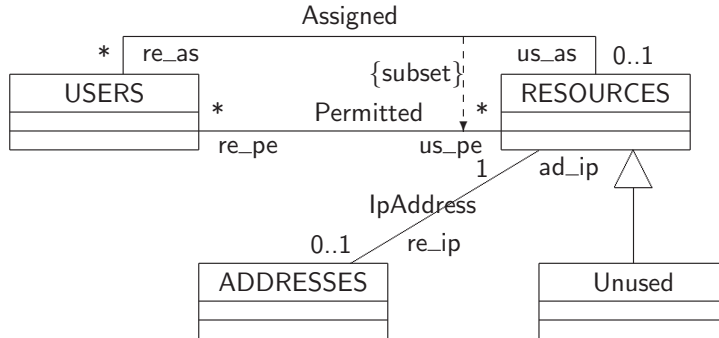 Assigned
* re_as us_as 0..1
{subset}
USERS RESOURCES
* Permitted *
re_pe us_pe
1 ad_ip
IpAddress
0..1 re_ip
ADDRESSES Unused